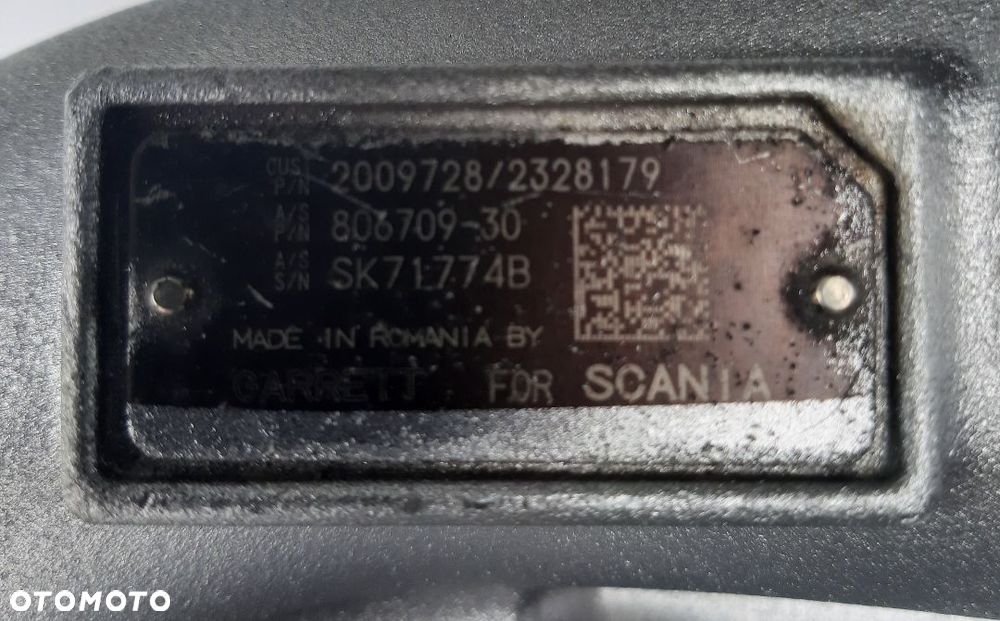 CUS P/N 2009728/2328179
A/S P/N 806709-30
A/S S/N SK71774B
MADE IN ROMANIA BY
GARRETT FOR SCANIA
OTOMOTO